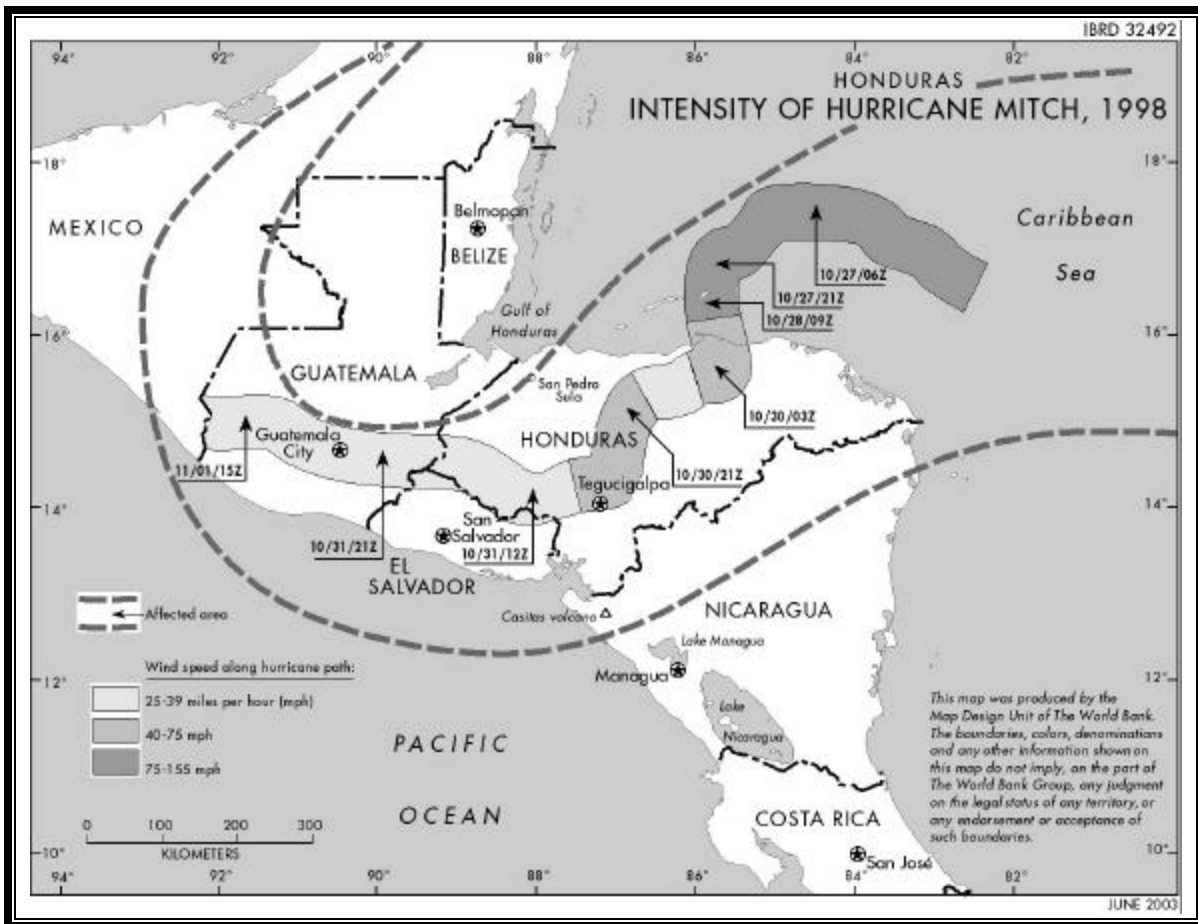 IBRD 32492
94° 92° 90° 88° 86° 84° 82°
HONDURAS
INTENSITY OF HURRICANE MITCH, 1998
18° 18°
MEXICO
Belmopan
BELIZE
Caribbean
Sea
10/27/06Z
10/27/21Z
10/28/09Z
Gulf of
Honduras
16° 16°
GUATEMALA
San Pedro
Sula
10/30/03Z
Guatemala
City
HONDURAS
11/01/15Z
10/30/21Z
Tegucigalpa
14° 14°
San
Salvador
10/31/21Z
10/31/12Z
EL
SALVADOR
Casitas volcano
NICARAGUA
Affected area
Lake Managua
Managua
12° 12°
Wind speed along hurricane path:
25-39 miles per hour (mph)
40-75 mph
75-155 mph
Lake
Nicaragua
PACIFIC
OCEAN
This map was produced by the
Map Design Unit of The World Bank.
The boundaries, colors, denominations
and any other information shown on
this map do not imply, on the part of
The World Bank Group, any judgment
on the legal status of any territory, or
any endorsement or acceptance of
such boundaries.
0 100 200 300
KILOMETERS
COSTA RICA
San José
10° 10°
94° 92° 90° 88° 86° 84° 82°
JUNE 2003